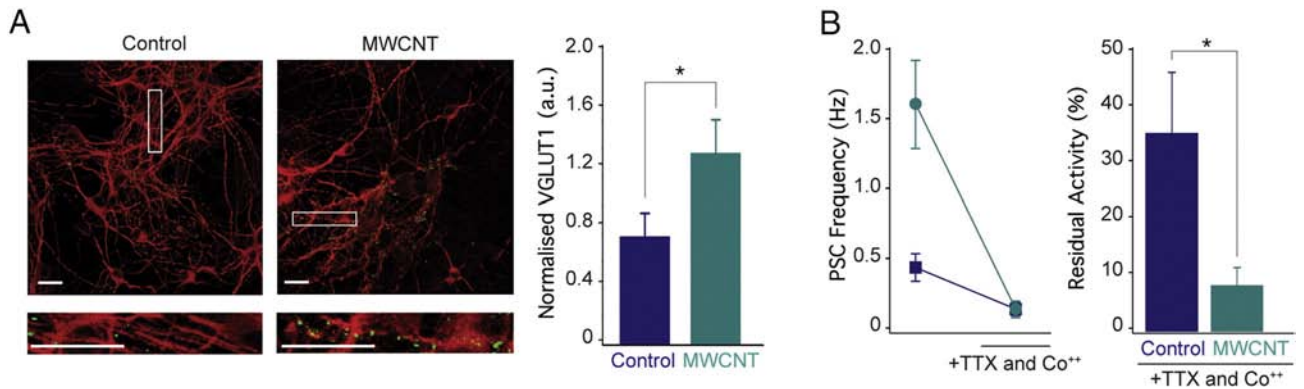 A
Control
MWCNT
Normalised VGLUT1 (a.u.)
2.0
1.6
1.2
0.8
0.4
0
*
Control MWCNT
B
PSC Frequency (Hz)
2.0
1.5
1.0
0.5
0
+TTX and Co⁺⁺
Residual Activity (%)
50
40
30
20
10
0
*
Control MWCNT
+TTX and Co⁺⁺